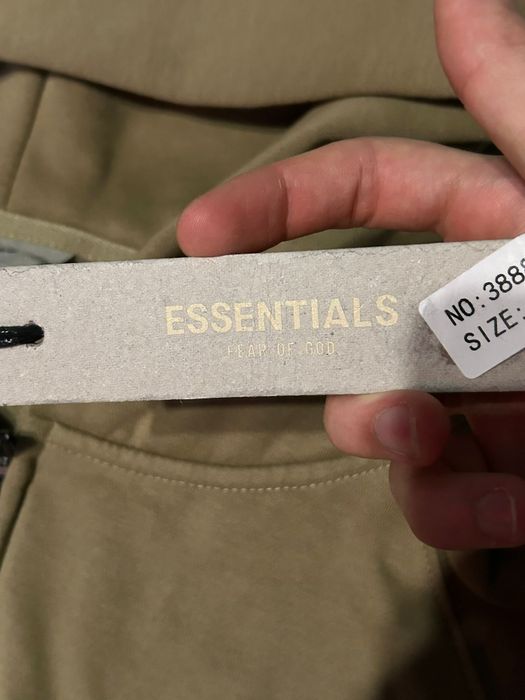 ESSENTIALS
FEAR OF GOD
NO:388
SIZE: